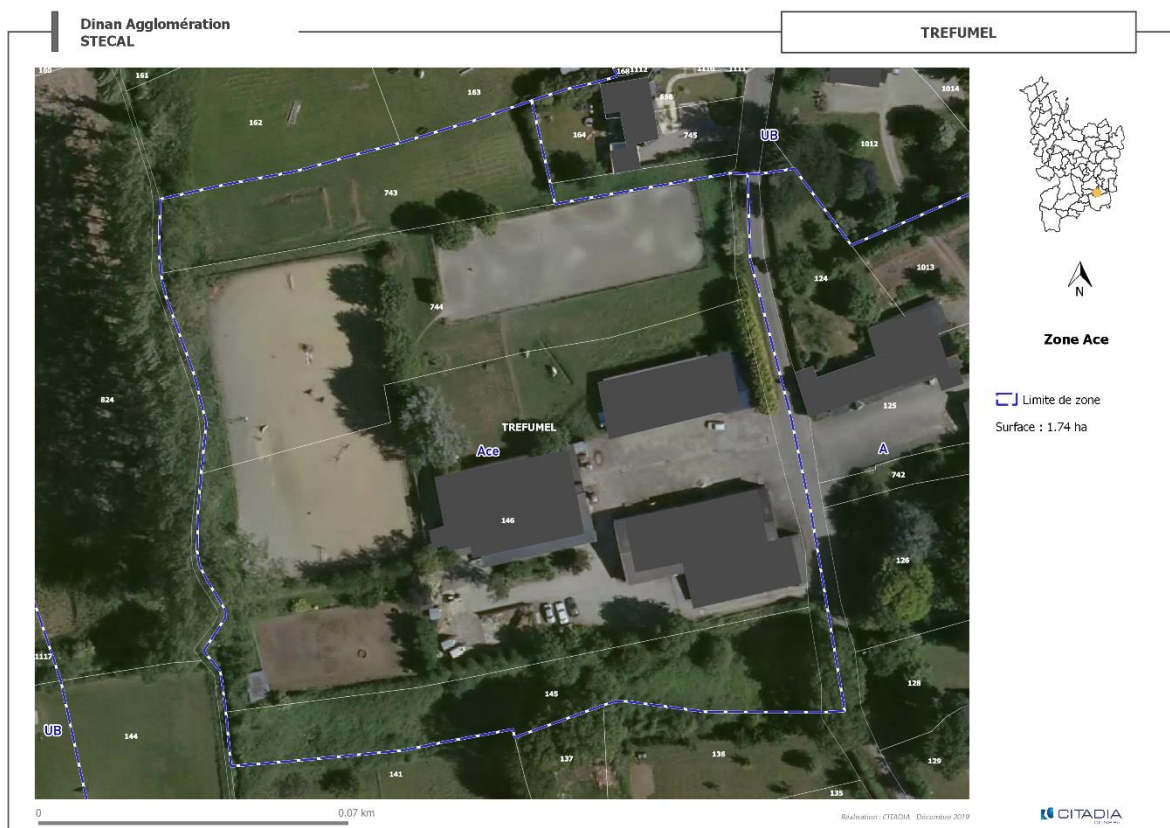 Dinan Agglomération
STECAL
TREFUMEL
160
161
162
163
168
1112
1110
1111
698
164
745
UB
1014
1012
743
124
1013
744
824
TREFUMEL
Ace
125
A
742
146
126
1117
UB
144
145
128
141
137
136
129
135
N
Zone Ace
Limite de zone
Surface : 1.74 ha
0
0.07 km
Réalisation : CITADIA Décembre 2019
CITADIA